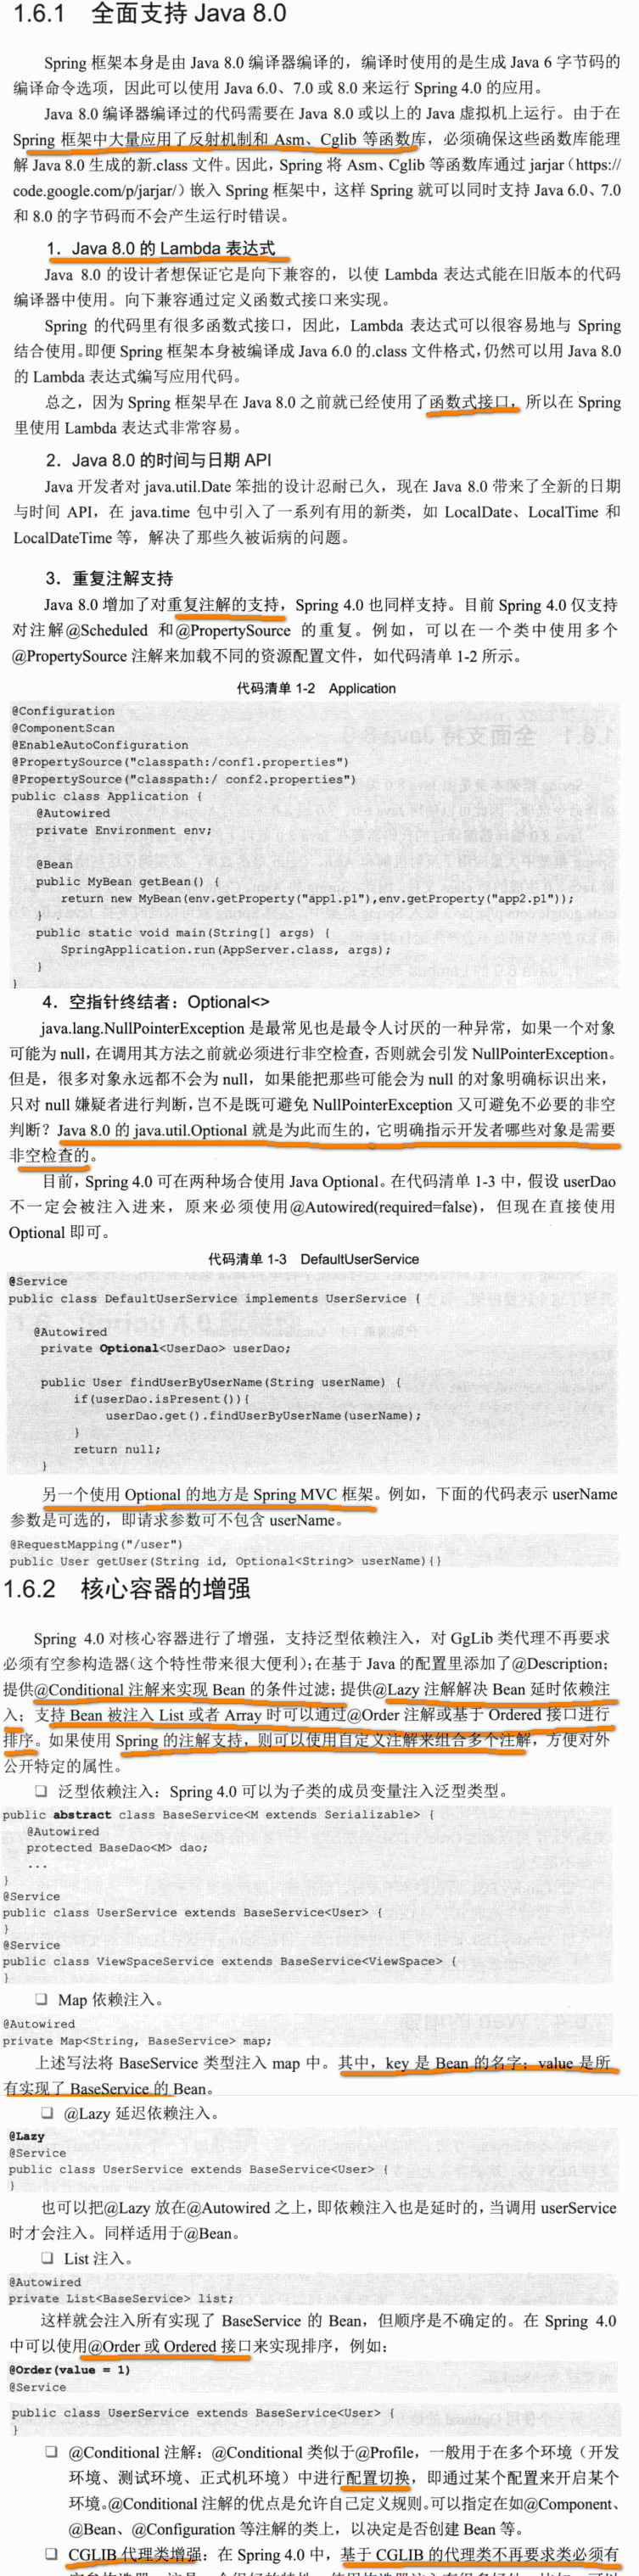 1.6.1 全面支持 Java 8.0
Spring 框架本身是由 Java 8.0 编译器编译的，编译时使用的是生成 Java 6 字节码的
编译命令选项，因此可以使用 Java 6.0、7.0 或 8.0 来运行 Spring 4.0 的应用。
Java 8.0 编译器编译过的代码需要在 Java 8.0 或以上的 Java 虚拟机上运行。由于在
Spring 框架中大量应用了反射机制和 Asm、Cglib 等函数库，必须确保这些函数库能理
解 Java 8.0 生成的新.class 文件。因此，Spring 将 Asm、Cglib 等函数库通过 jarjar（https://
code.google.com/p/jarjar/）嵌入 Spring 框架中，这样 Spring 就可以同时支持 Java 6.0、7.0
和 8.0 的字节码而不会产生运行时错误。
1．Java 8.0 的 Lambda 表达式
Java 8.0 的设计者想保证它是向下兼容的，以使 Lambda 表达式能在旧版本的代码
编译器中使用。向下兼容通过定义函数式接口来实现。
Spring 的代码里有很多函数式接口，因此，Lambda 表达式可以很容易地与 Spring
结合使用。即便 Spring 框架本身被编译成 Java 6.0 的.class 文件格式，仍然可以用 Java 8.0
的 Lambda 表达式编写应用代码。
总之，因为 Spring 框架早在 Java 8.0 之前就已经使用了函数式接口，所以在 Spring
里使用 Lambda 表达式非常容易。
2．Java 8.0 的时间与日期 API
Java 开发者对 java.util.Date 笨拙的设计忍耐已久，现在 Java 8.0 带来了全新的日期
与时间 API，在 java.time 包中引入了一系列有用的新类，如 LocalDate、LocalTime 和
LocalDateTime 等，解决了那些久被诟病的问题。
3．重复注解支持
Java 8.0 增加了对重复注解的支持，Spring 4.0 也同样支持。目前 Spring 4.0 仅支持
对注解@Scheduled 和@PropertySource 的重复。例如，可以在一个类中使用多个
@PropertySource 注解来加载不同的资源配置文件，如代码清单 1-2 所示。
代码清单 1-2 Application
@Configuration
@ComponentScan
@EnableAutoConfiguration
@PropertySource("classpath:/conf1.properties")
@PropertySource("classpath:/ conf2.properties")
public class Application {
@Autowired
private Environment env;
@Bean
public MyBean getBean() {
return new MyBean(env.getProperty("app1.p1"),env.getProperty("app2.p1"));
}
public static void main(String[] args) {
SpringApplication.run(AppServer.class, args);
}
}
4．空指针终结者：Optional<>
java.lang.NullPointerException 是最常见也是最令人讨厌的一种异常，如果一个对象
可能为 null，在调用其方法之前就必须进行非空检查，否则就会引发 NullPointerException。
但是，很多对象永远都不会为 null，如果能把那些可能会为 null 的对象明确标识出来，
只对 null 嫌疑者进行判断，岂不是既可避免 NullPointerException 又可避免不必要的非空
判断？Java 8.0 的 java.util.Optional 就是为此而生的，它明确指示开发者哪些对象是需要
非空检查的。
目前，Spring 4.0 可在两种场合使用 Java Optional。在代码清单 1-3 中，假设 userDao
不一定会被注入进来，原来必须使用@Autowired(required=false)，但现在直接使用
Optional 即可。
代码清单 1-3 DefaultUserService
@Service
public class DefaultUserService implements UserService {
@Autowired
private Optional<UserDao> userDao;
public User findUserByUserName(String userName) {
if(userDao.isPresent()){
userDao.get().findUserByUserName(userName);
}
return null;
}
另一个使用 Optional 的地方是 Spring MVC 框架。例如，下面的代码表示 userName
参数是可选的，即请求参数可不包含 userName。
@RequestMapping("/user")
public User getUser(String id, Optional<String> userName){}
1.6.2 核心容器的增强
Spring 4.0 对核心容器进行了增强，支持泛型依赖注入，对 GgLib 类代理不再要求
必须有空参构造器（这个特性带来很大便利）；在基于 Java 的配置里添加了@Description；
提供@Conditional 注解来实现 Bean 的条件过滤；提供@Lazy 注解解决 Bean 延时依赖注
入；支持 Bean 被注入 List 或者 Array 时可以通过@Order 注解或基于 Ordered 接口进行
排序。如果使用 Spring 的注解支持，则可以使用自定义注解来组合多个注解，方便对外
公开特定的属性。
❑ 泛型依赖注入：Spring 4.0 可以为子类的成员变量注入泛型类型。
public abstract class BaseService<M extends Serializable> {
@Autowired
protected BaseDao<M> dao;
...
}
@Service
public class UserService extends BaseService<User> {
}
@Service
public class ViewSpaceService extends BaseService<ViewSpace> {
}
❑ Map 依赖注入。
@Autowired
private Map<String, BaseService> map;
上述写法将 BaseService 类型注入 map 中。其中，key 是 Bean 的名字；value 是所
有实现了 BaseService 的 Bean。
❑ @Lazy 延迟依赖注入。
@Lazy
@Service
public class UserService extends BaseService<User> {
}
也可以把@Lazy 放在@Autowired 之上，即依赖注入也是延时的，当调用 userService
时才会注入。同样适用于@Bean。
❑ List 注入。
@Autowired
private List<BaseService> list;
这样就会注入所有实现了 BaseService 的 Bean，但顺序是不确定的。在 Spring 4.0
中可以使用@Order 或 Ordered 接口来实现排序，例如：
@Order(value = 1)
@Service
public class UserService extends BaseService<User> {
}
❑ @Conditional 注解：@Conditional 类似于@Profile，一般用于在多个环境（开发
环境、测试环境、正式机环境）中进行配置切换，即通过某个配置来开启某个
环境。@Conditional 注解的优点是允许自己定义规则。可以指定在如@Component、
@Bean、@Configuration 等注解的类上，以决定是否创建 Bean 等。
❑ CGLIB 代理类增强：在 Spring 4.0 中，基于 CGLIB 的代理类不再要求类必须有